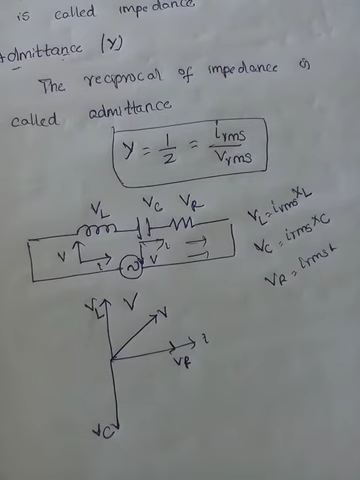 is called impedance
Admittance (Y)
The reciprocal of impedance is
called admittance
Y = 1/Z = irms/Vrms
VL VC VR
V i V i
VL = irms XL
VC = irms XC
VR = irms
VL V V
VR i
VC